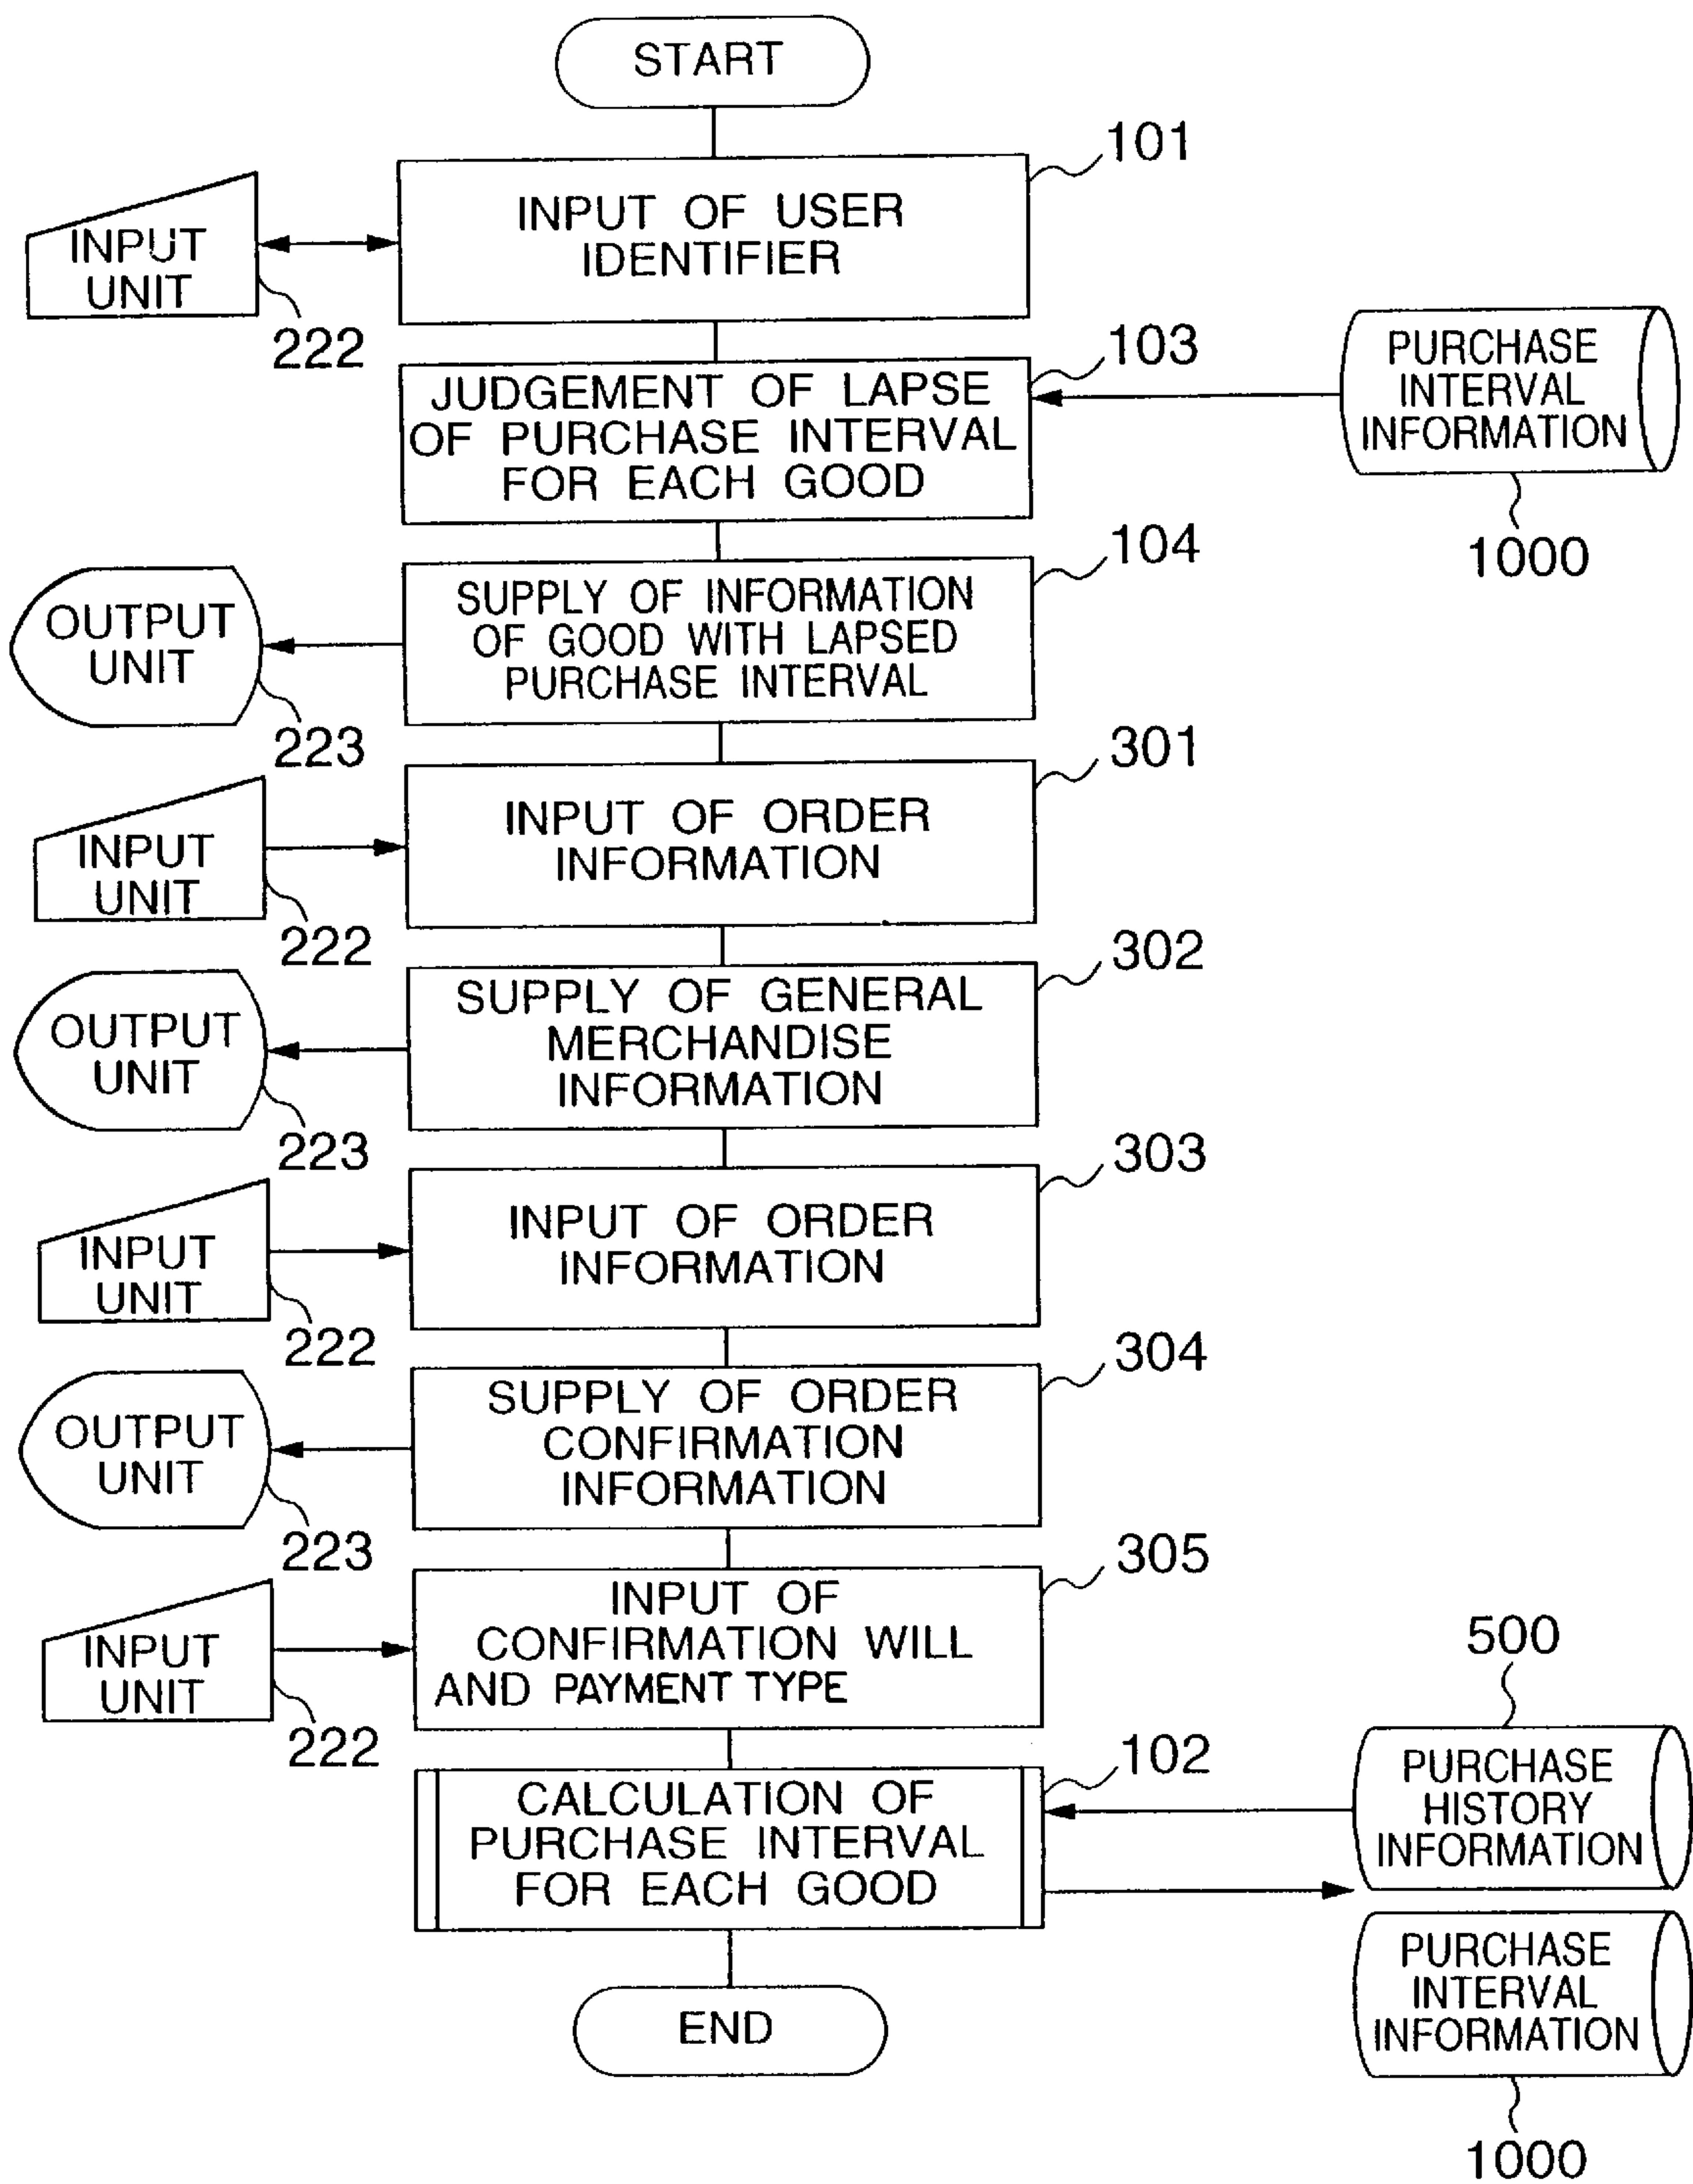 START
101
INPUT OF USER
IDENTIFIER
INPUT
UNIT
222
103
JUDGEMENT OF LAPSE
OF PURCHASE INTERVAL
FOR EACH GOOD
PURCHASE
INTERVAL
INFORMATION
1000
104
SUPPLY OF INFORMATION
OF GOOD WITH LAPSED
PURCHASE INTERVAL
OUTPUT
UNIT
223
301
INPUT OF ORDER
INFORMATION
INPUT
UNIT
222
302
SUPPLY OF GENERAL
MERCHANDISE
INFORMATION
OUTPUT
UNIT
223
303
INPUT OF ORDER
INFORMATION
INPUT
UNIT
222
304
SUPPLY OF ORDER
CONFIRMATION
INFORMATION
OUTPUT
UNIT
223
305
INPUT OF
CONFIRMATION WILL
AND PAYMENT TYPE
INPUT
UNIT
222
102
CALCULATION OF
PURCHASE INTERVAL
FOR EACH GOOD
500
PURCHASE
HISTORY
INFORMATION
PURCHASE
INTERVAL
INFORMATION
1000
END